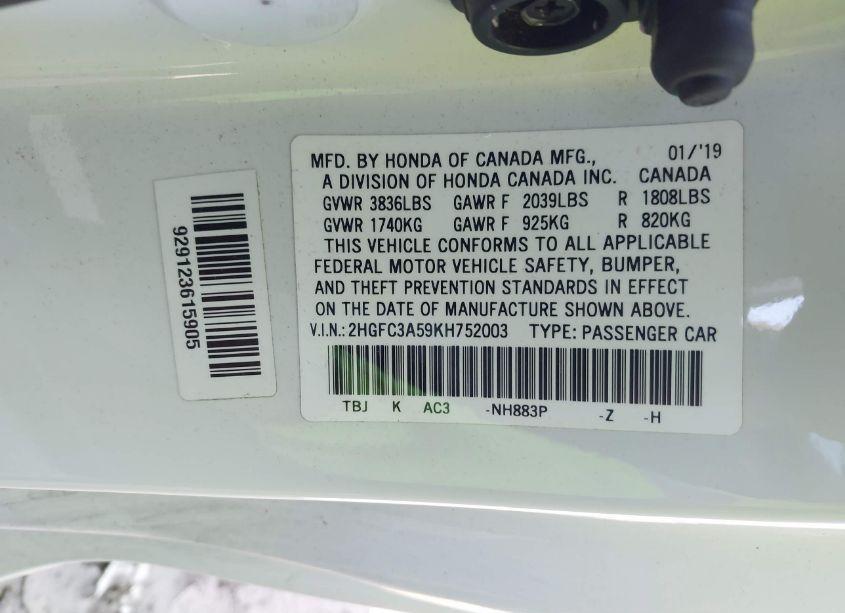 MFD. BY HONDA OF CANADA MFG., 01/'19
A DIVISION OF HONDA CANADA INC. CANADA
GVWR 3836LBS GAWR F 2039LBS R 1808LBS
GVWR 1740KG GAWR F 925KG R 820KG
THIS VEHICLE CONFORMS TO ALL APPLICABLE
FEDERAL MOTOR VEHICLE SAFETY, BUMPER,
AND THEFT PREVENTION STANDARDS IN EFFECT
ON THE DATE OF MANUFACTURE SHOWN ABOVE.
V.I.N.: 2HGFC3A59KH752003 TYPE: PASSENGER CAR
TBJ K AC3 -NH883P -Z -H
929123615905